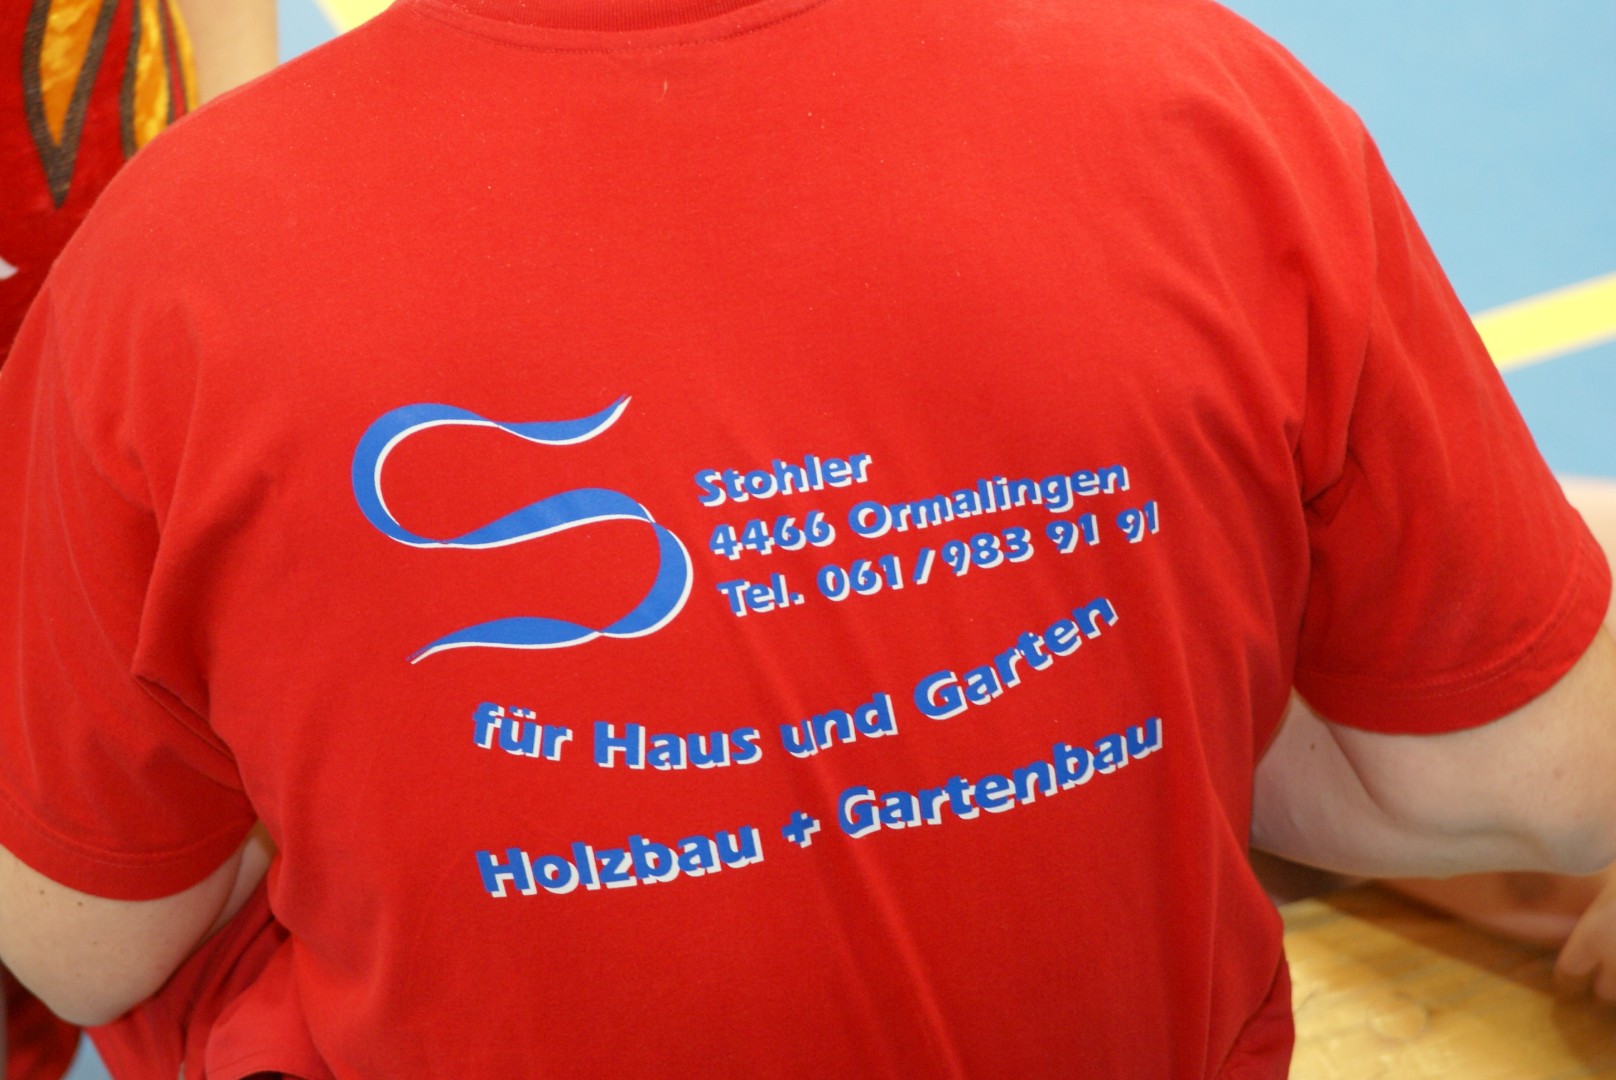 Stohler
4466 Ormalingen
Tel. 061/983 91 91
für Haus und Garten
Holzbau + Gartenbau